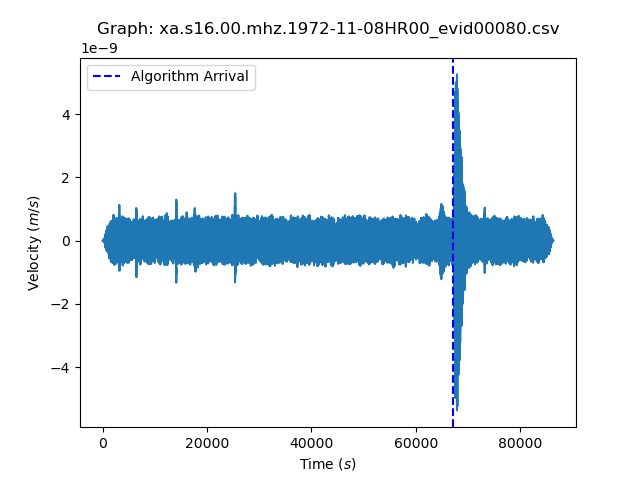 Graph: xa.s16.00.mhz.1972-11-08HR00_evid00080.csv
1e−9
Algorithm Arrival
4
2
0
−2
−4
Velocity (m/s)
0 20000 40000 60000 80000
Time (s)